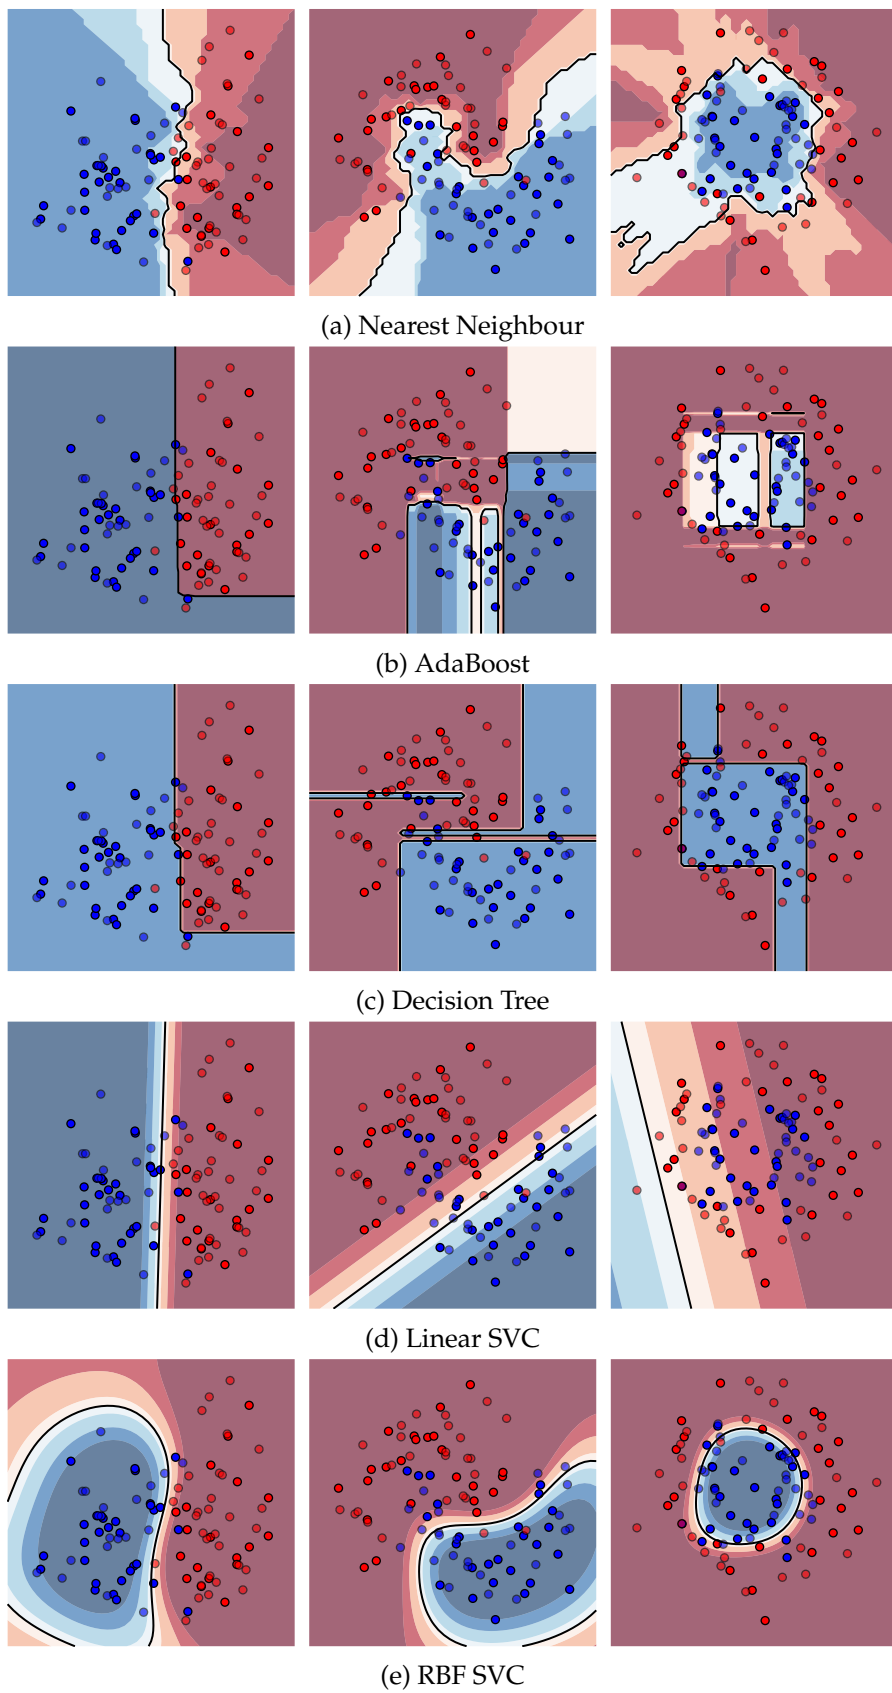 (a) Nearest Neighbour
(b) AdaBoost
(c) Decision Tree
(d) Linear SVC
(e) RBF SVC